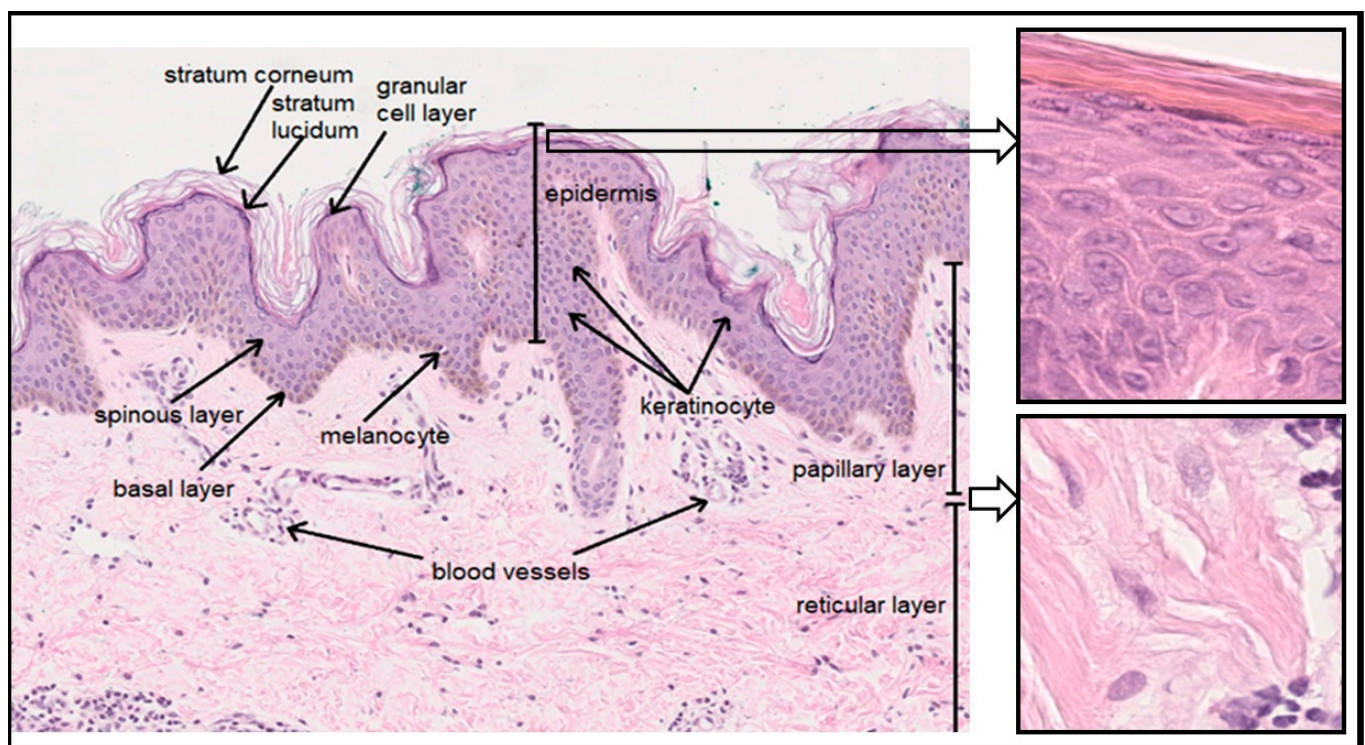 stratum corneum
stratum
lucidum
granular
cell layer
epidermis
spinous layer
basal layer
melanocyte
keratinocyte
papillary layer
blood vessels
reticular layer